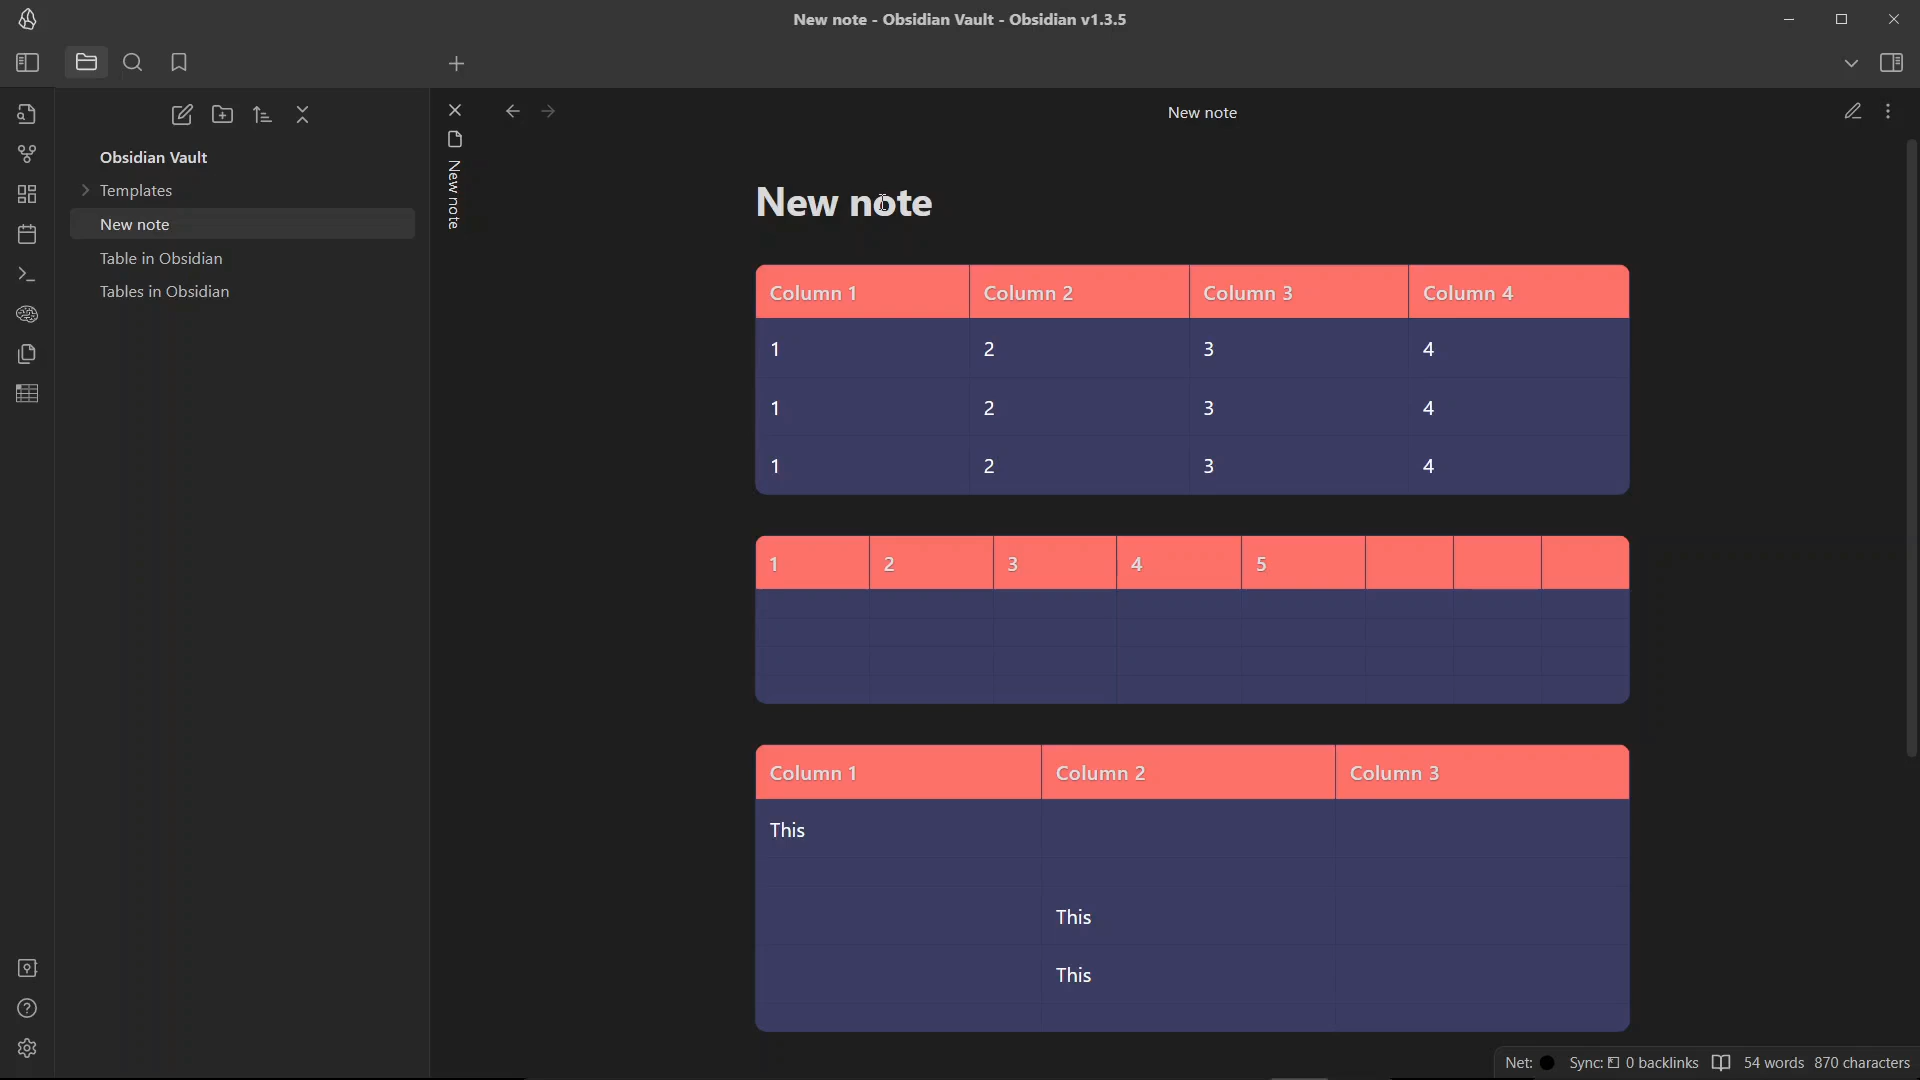 New note - Obsidian Vault - Obsidian v1.3.5
Obsidian Vault
Templates
New note
Table in Obsidian
Tables in Obsidian
New note
New note
New note
Column 1 Column 2 Column 3 Column 4
1 2 3 4
1 2 3 4
1 2 3 4
1 2 3 4 5
Column 1 Column 2 Column 3
This
This
This
Net: Sync: 0 backlinks 54 words 870 characters